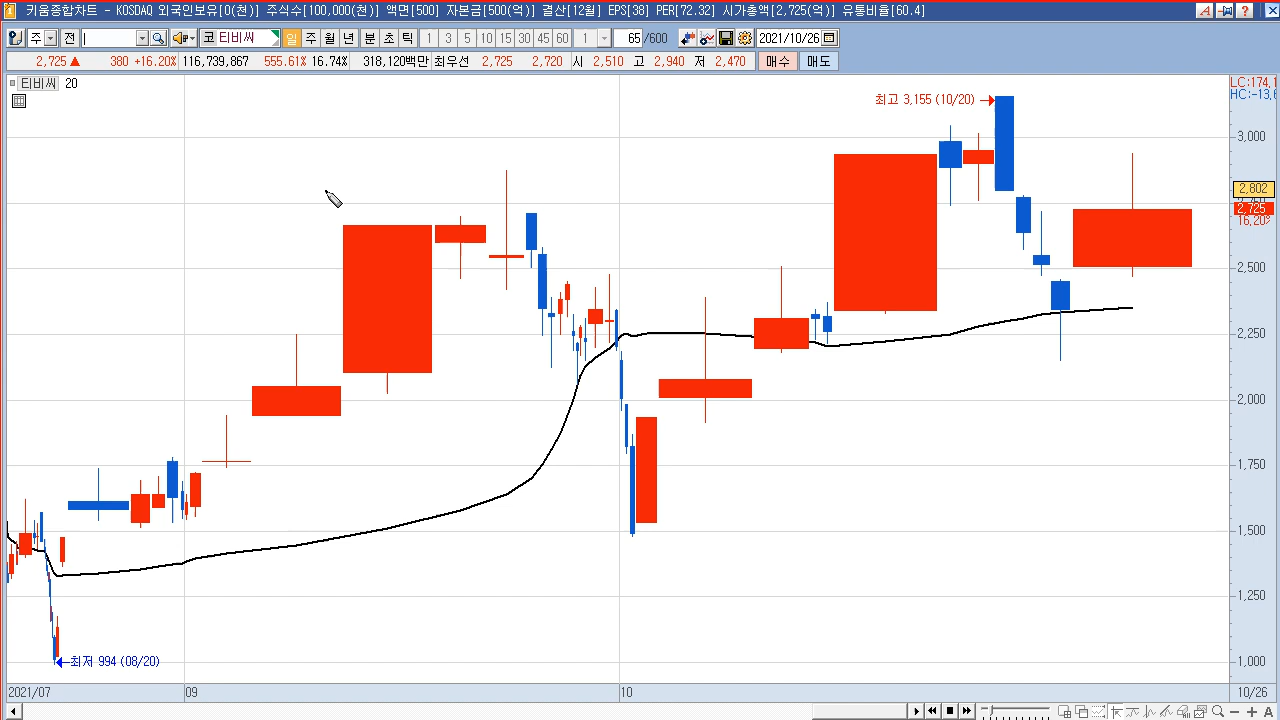 키움종합차트 - KOSDAQ 외국인보유[0(천)] 주식수[100,000(천)] 액면[500] 자본금[500(억)] 결산[12월] EPS[38] PER[72.32] 시가총액[2,725(억)] 유통비율[60.4]
주 전 코 티비씨 일 주 월 년 분 초 틱 1 3 5 10 15 30 45 60 1 65 /600 2021/10/26
2,725 ▲ 380 +16.20% 116,739,867 555.61% 16.74% 318,120백만 최우선 2,725 2,720 시 2,510 고 2,940 저 2,470 매수 매도
티비씨 20
LC:174.1
HC:-13.6
최고 3,155 (10/20)
3,000
2,802
2,725
16.20%
2,500
2,250
2,000
1,750
1,500
1,250
최저 994 (08/20)
1,000
2021/07 09 10 10/26